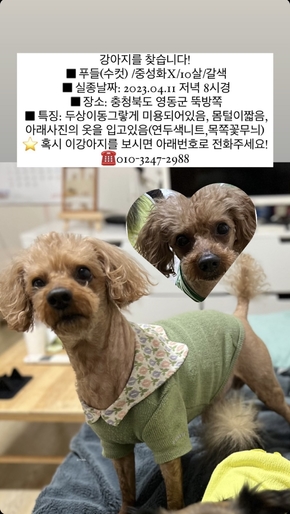 강아지를 찾습니다!
■ 푸들(수컷) /중성화X/10살/갈색
■ 실종날짜: 2023.04.11 저녁 8시경
■ 장소: 충청북도 영동군 뚝방쪽
■ 특징: 두상이동그랗게 미용되어있음, 몸털이짧음,
아래사진의 옷을 입고있음(연두색니트,목쪽꽃무늬)
⭐ 혹시 이강아지를 보시면 아래번호로 전화주세요!
☎010-3247-2988